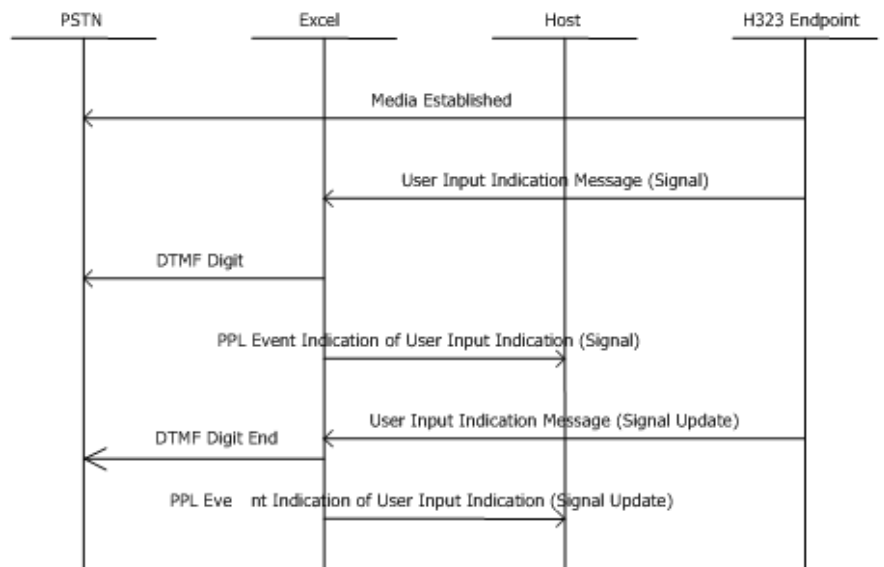 PSTN
Excel
Host
H323 Endpoint
Media Established
User Input Indication Message (Signal)
DTMF Digit
PPL Event Indication of User Input Indication (Signal)
User Input Indication Message (Signal Update)
DTMF Digit End
PPL Eve nt Indication of User Input Indication (Signal Update)